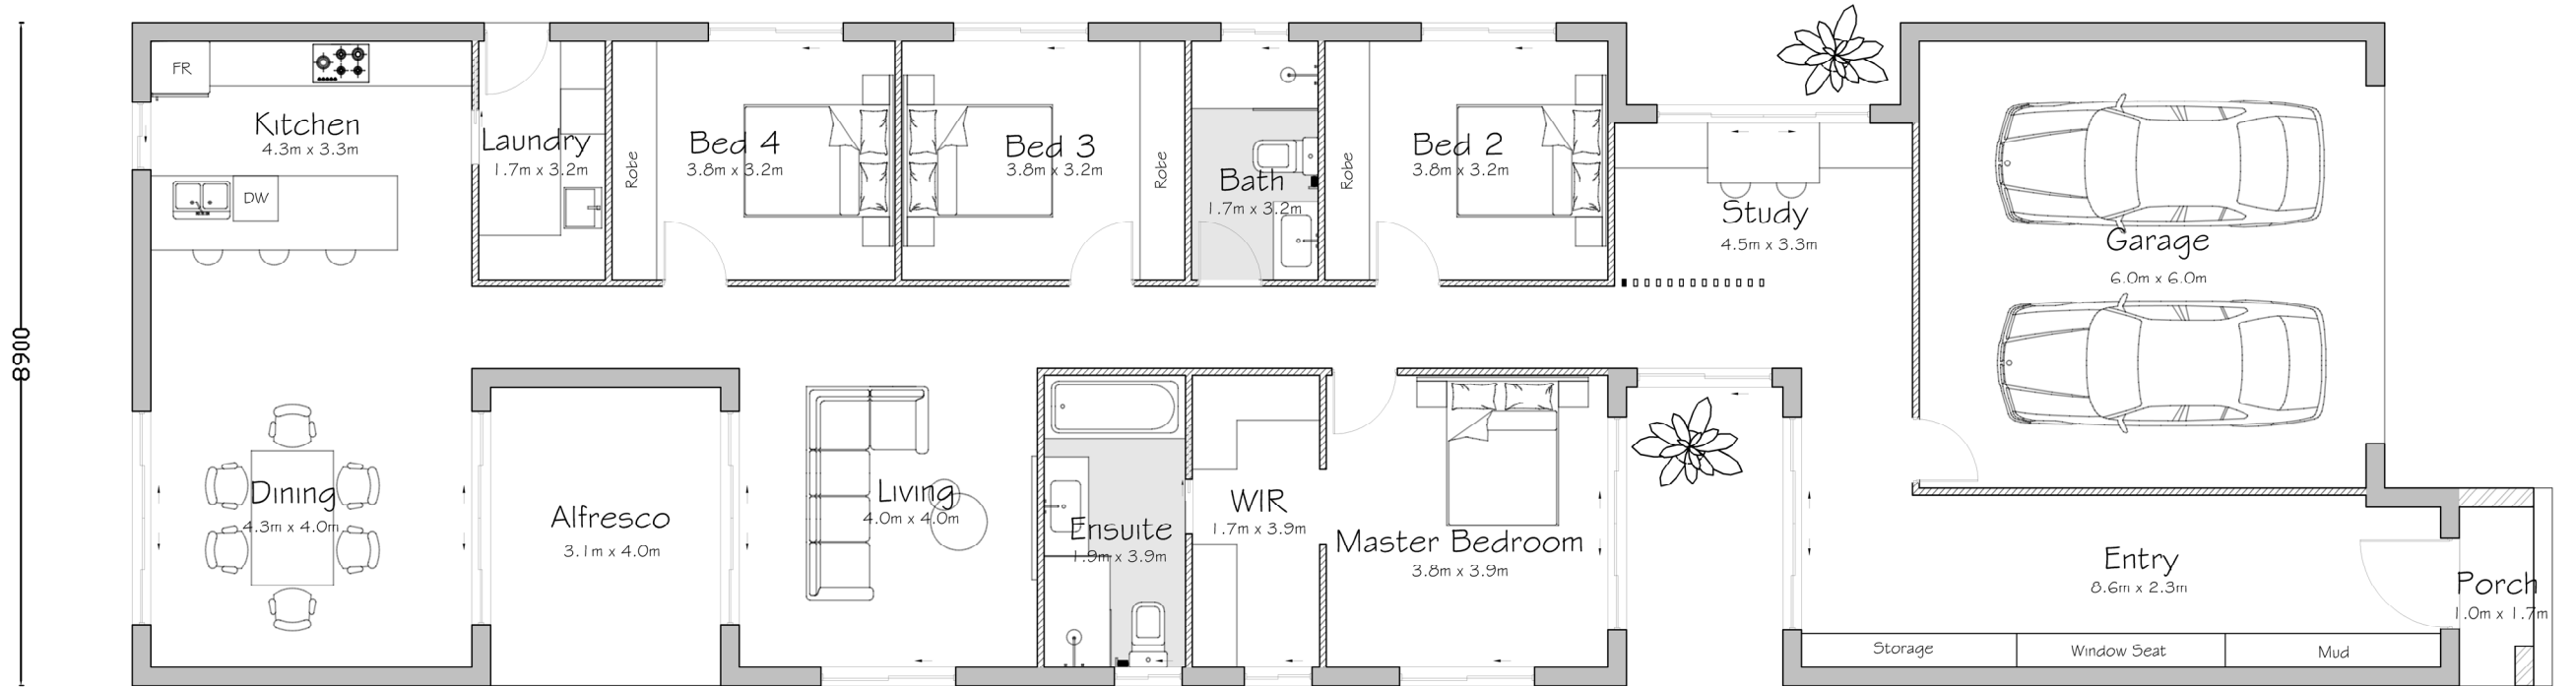 8900
FR
Kitchen
4.3m x 3.3m
DW
Laundry
1.7m x 3.2m
Robe
Bed 4
3.8m x 3.2m
Bed 3
3.8m x 3.2m
Robe
Bath
1.7m x 3.2m
Robe
Bed 2
3.8m x 3.2m
Study
4.5m x 3.3m
Garage
6.0m x 6.0m
Dining
4.3m x 4.0m
Alfresco
3.1m x 4.0m
Living
4.0m x 4.0m
Ensuite
1.9m x 3.9m
WIR
1.7m x 3.9m
Master Bedroom
3.8m x 3.9m
Entry
8.6m x 2.3m
Porch
1.0m x 1.7m
Storage
Window Seat
Mud